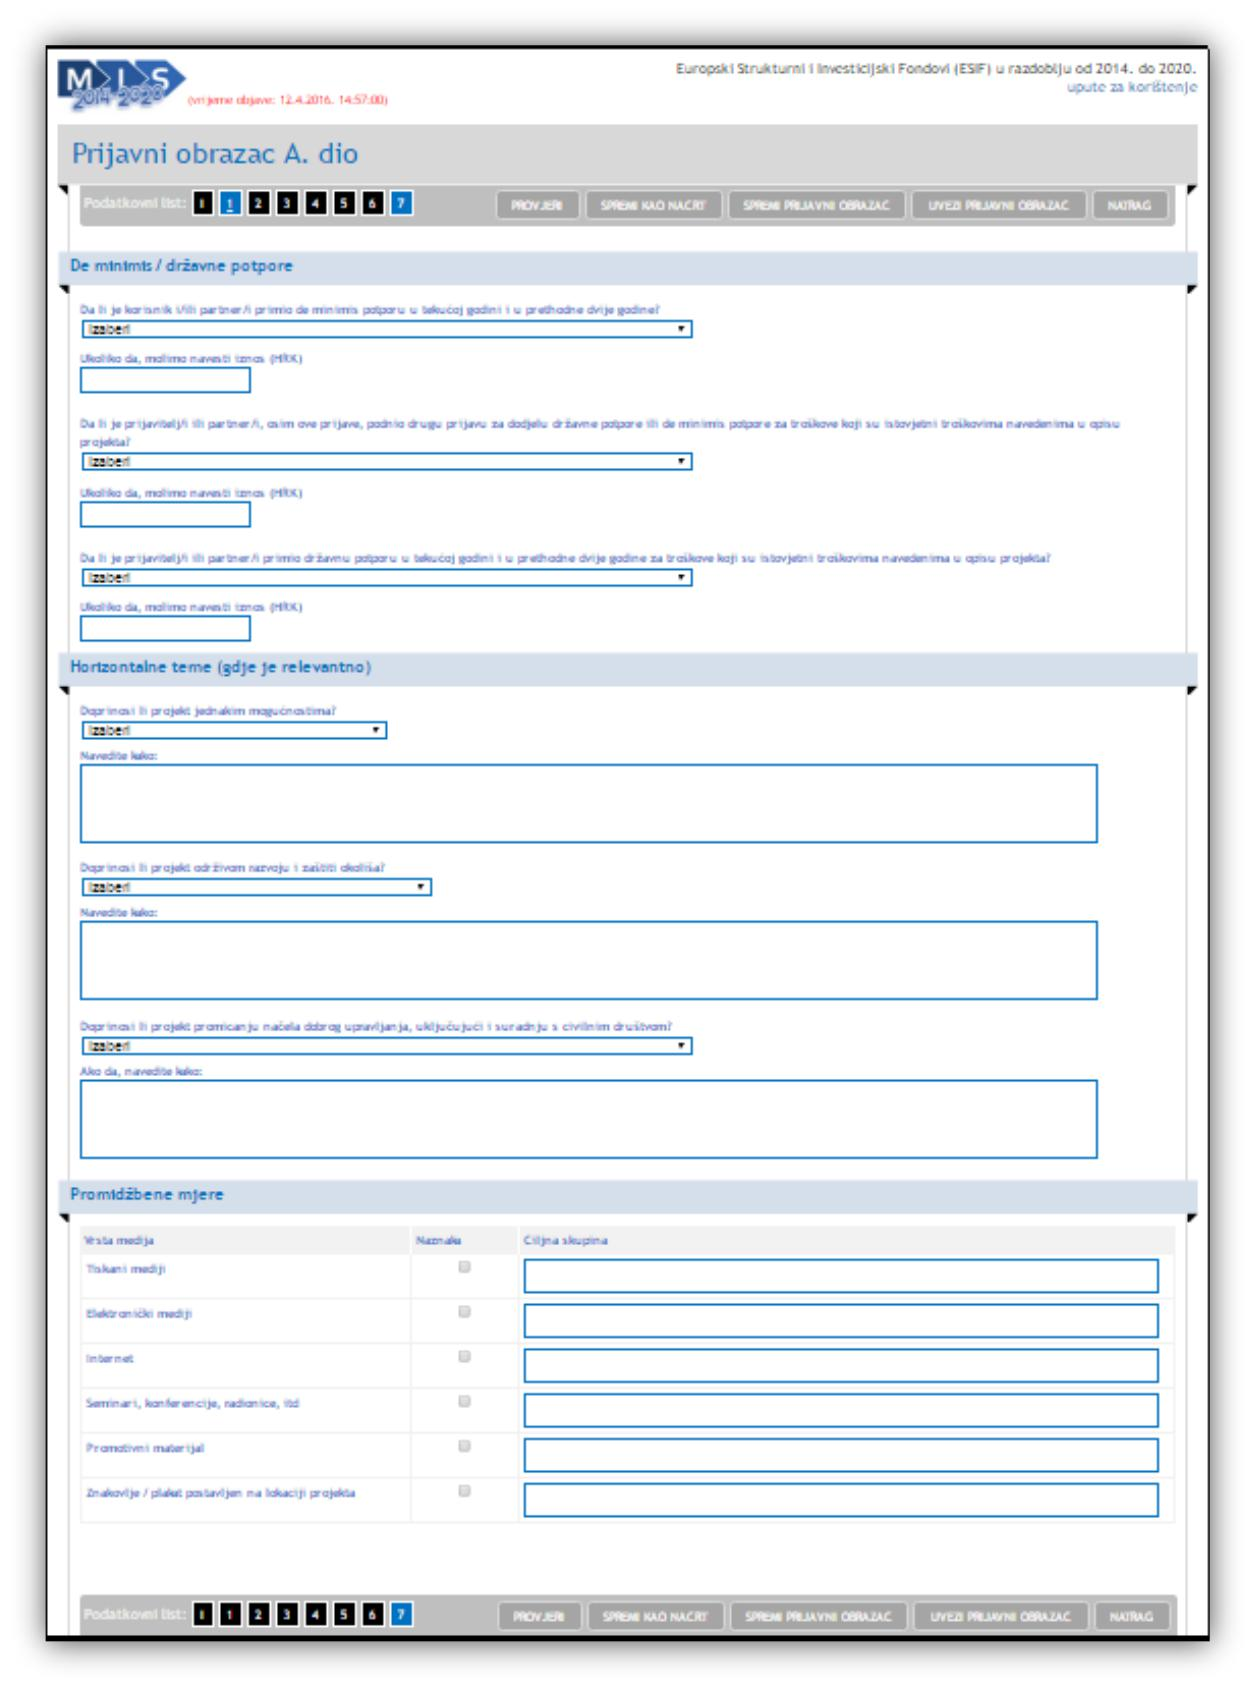 M I S
2014-2020
(vrijeme objave: 12.4.2016. 14:57:00)
Europski Strukturni i Investicijski Fondovi (ESIF) u razdoblju od 2014. do 2020.
upute za korištenje
Prijavni obrazac A. dio
Podatkovni list: I 1 2 3 4 5 6 7 PROVJERI SPREMI KAO NACRT SPREMI PRIJAVNI OBRAZAC UVEZI PRIJAVNI OBRAZAC NATRAG
De minimis / državne potpore
Da li je korisnik i/ili partner/i primio de minimis potporu u tekućoj godini i u prethodne dvije godine?
Izaberi
Ukoliko da, molimo navesti iznos (HRK)
Da li je prijavitelj/i ili partner/i, osim ove prijave, podnio drugu prijavu za dodjelu državne potpore ili de minimis potpore za troškove koji su istovjetni troškovima navedenima u opisu
projekta?
Izaberi
Ukoliko da, molimo navesti iznos (HRK)
Da li je prijavitelj/i ili partner/i primio državnu potporu u tekućoj godini i u prethodne dvije godine za troškove koji su istovjetni troškovima navedenima u opisu projekta?
Izaberi
Ukoliko da, molimo navesti iznos (HRK)
Horizontalne teme (gdje je relevantno)
Doprinosi li projekt jednakim mogućnostima?
Izaberi
Navedite kako:
Doprinosi li projekt održivom razvoju i zaštiti okoliša?
Izaberi
Navedite kako:
Doprinosi li projekt promicanju načela dobrog upravljanja, uključujući i suradnju s civilnim društvom?
Izaberi
Ako da, navedite kako:
Promidžbene mjere
Vrsta medija Naznaka Ciljna skupina
Tiskani mediji
Elektronički mediji
Internet
Seminari, konferencije, radionice, itd
Promotivni materijal
Znakovlje / plakat postavljen na lokaciji projekta
Podatkovni list: I 1 2 3 4 5 6 7 PROVJERI SPREMI KAO NACRT SPREMI PRIJAVNI OBRAZAC UVEZI PRIJAVNI OBRAZAC NATRAG